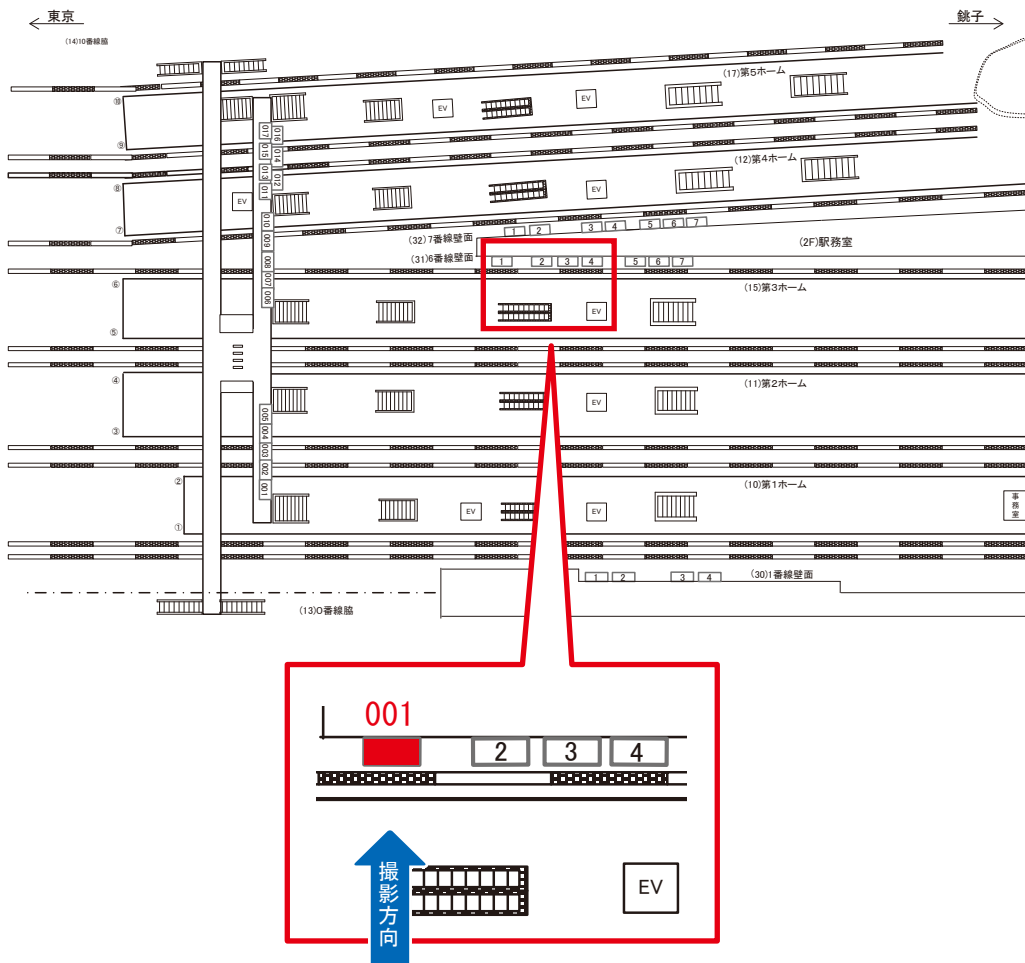 東京
銚子
(14)10番線脇
(17)第5ホーム
⑩
EV
EV
⑨
017
016
015
014
013
012
011
(12)第4ホーム
⑧
EV
EV
⑦
010
009
1
2
3
4
5
6
7
(32)7番線壁面
(2F)駅務室
(31)6番線壁面
1
2
3
4
5
6
7
008
007
006
⑥
(15)第3ホーム
EV
⑤
④
(11)第2ホーム
EV
③
005
004
003
002
001
②
(10)第1ホーム
EV
EV
事務室
①
1
2
3
4
(30)1番線壁面
(13)0番線脇
001
2
3
4
撮影方向
EV